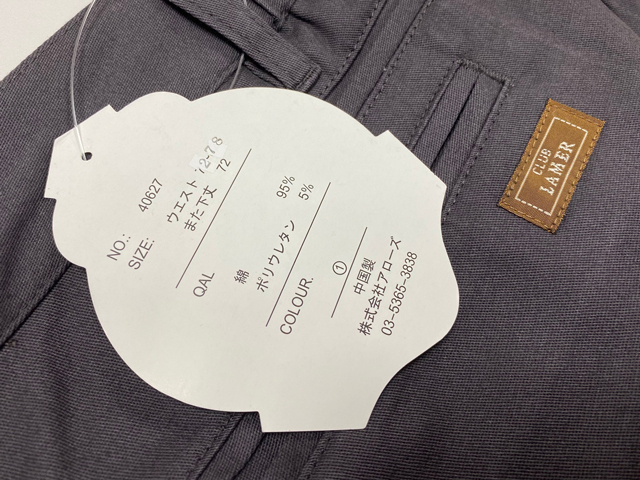 NO.: 40627
SIZE: ウエスト 72-78
また下丈 72
QAL
綿 95%
ポリウレタン 5%
COLOUR. ①
中国製
株式会社アローズ
03-5365-3838
CLUB
LAMER